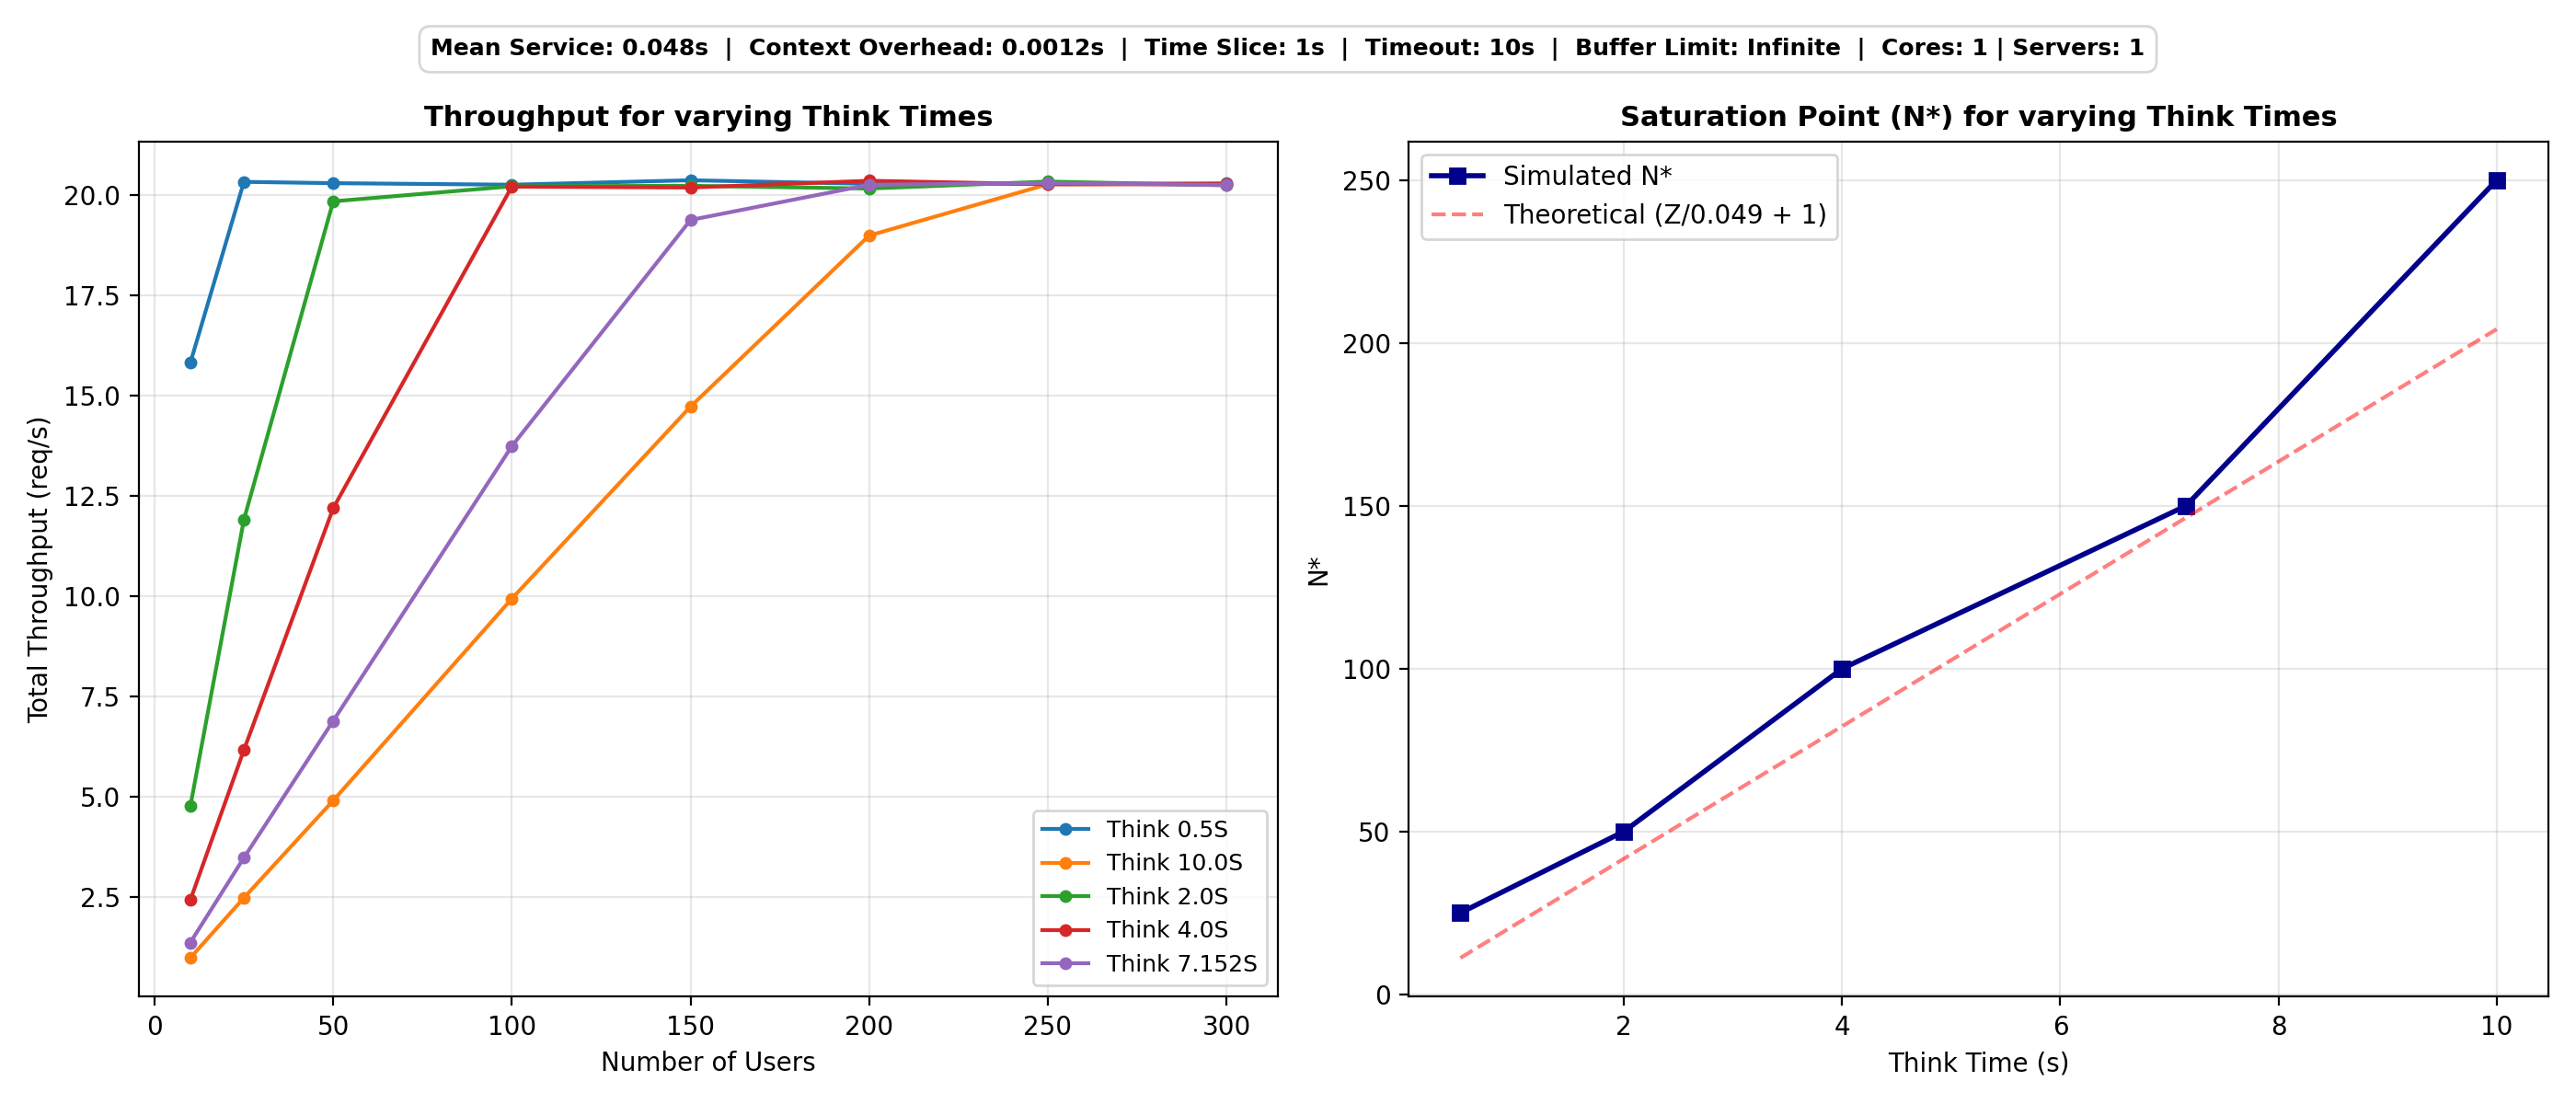 Mean Service: 0.048s | Context Overhead: 0.0012s | Time Slice: 1s | Timeout: 10s | Buffer Limit: Infinite | Cores: 1 | Servers: 1
Throughput for varying Think Times
Total Throughput (req/s)
20.0
17.5
15.0
12.5
10.0
7.5
5.0
2.5
0 50 100 150 200 250 300
Number of Users
Think 0.5S
Think 10.0S
Think 2.0S
Think 4.0S
Think 7.152S
Saturation Point (N*) for varying Think Times
Simulated N*
Theoretical (Z/0.049 + 1)
N*
250
200
150
100
50
0
2 4 6 8 10
Think Time (s)